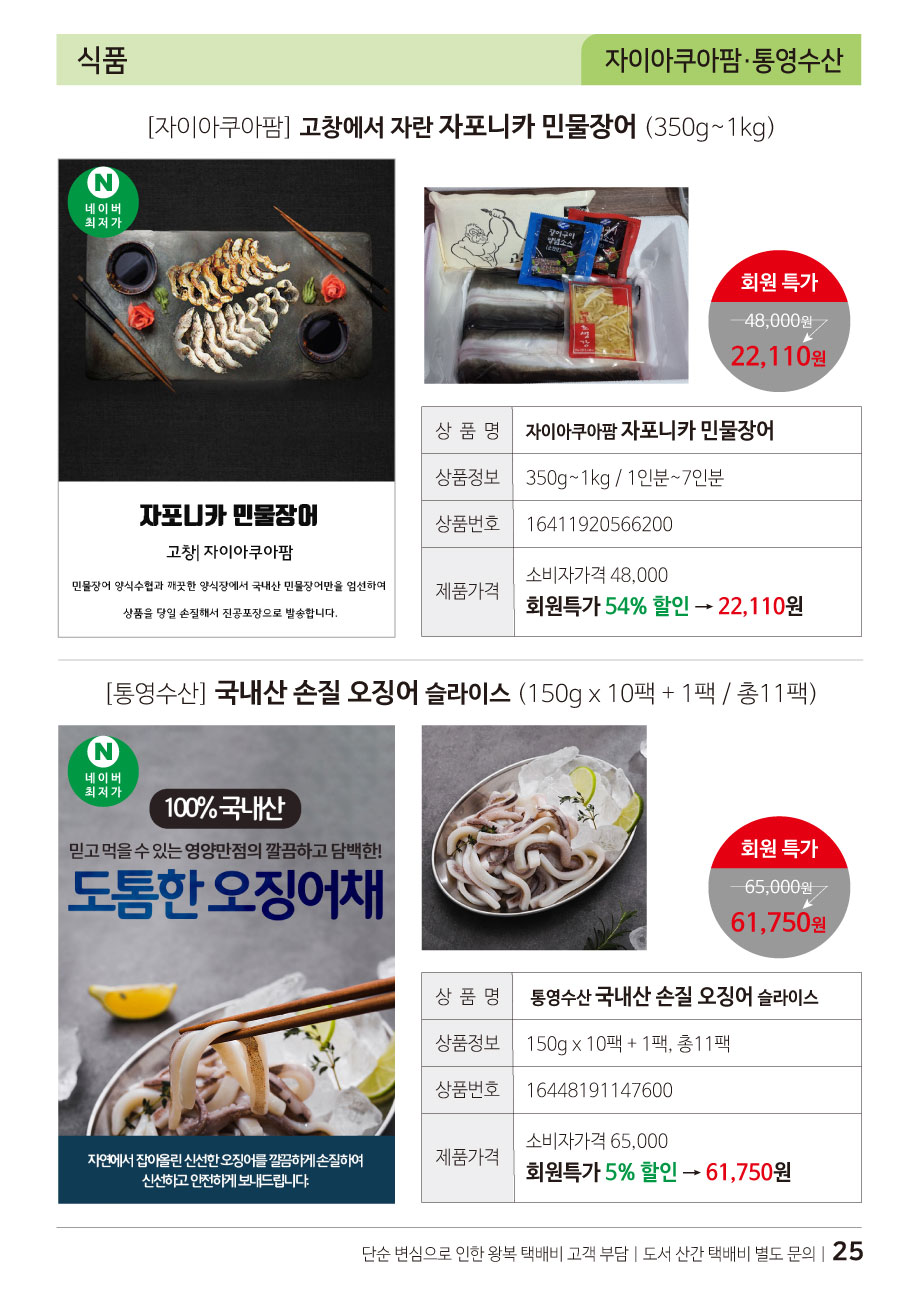 식품
자이아쿠아팜·통영수산
[자이아쿠아팜] 고창에서 자란 자포니카 민물장어 (350g~1kg)
N
네이버
최저가
자포니카 민물장어
고창| 자이아쿠아팜
민물장어 양식수협과 깨끗한 양식장에서 국내산 민물장어만을 엄선하여
상품을 당일 손질해서 진공포장으로 발송합니다.
장어구이
양념소스
생강
회원 특가
48,000원
22,110원
상 품 명 자이아쿠아팜 자포니카 민물장어
상품정보 350g~1kg / 1인분~7인분
상품번호 16411920566200
제품가격 소비자가격 48,000
회원특가 54% 할인 → 22,110원
[통영수산] 국내산 손질 오징어 슬라이스 (150g x 10팩 + 1팩 / 총11팩)
N
네이버
최저가
100% 국내산
믿고 먹을 수 있는 영양만점의 깔끔하고 담백한!
도톰한 오징어채
자연에서 잡아올린 신선한 오징어를 깔끔하게 손질하여
신선하고 안전하게 보내드립니다.
회원 특가
65,000원
61,750원
상 품 명 통영수산 국내산 손질 오징어 슬라이스
상품정보 150g x 10팩 + 1팩, 총11팩
상품번호 16448191147600
제품가격 소비자가격 65,000
회원특가 5% 할인 → 61,750원
단순 변심으로 인한 왕복 택배비 고객 부담 | 도서 산간 택배비 별도 문의 | 25